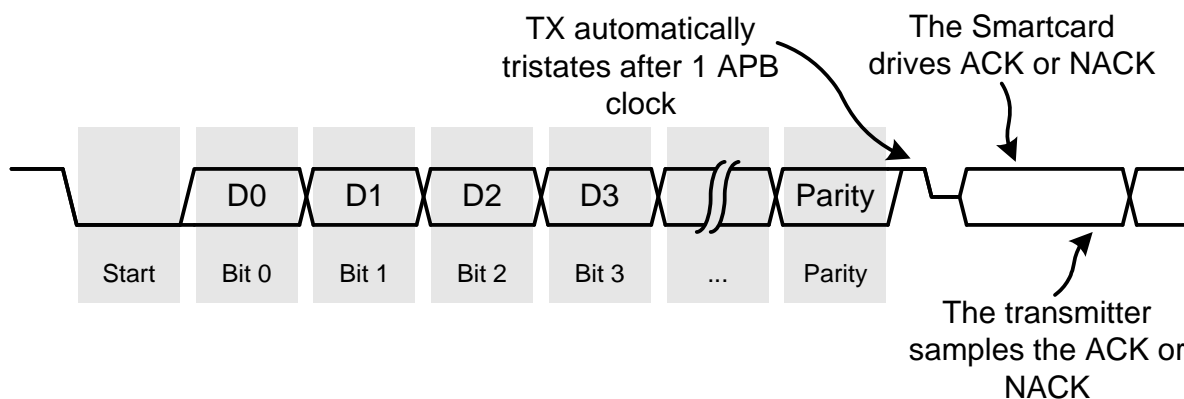 TX automatically
tristates after 1 APB
clock
The Smartcard
drives ACK or NACK
D0 D1 D2 D3 Parity
Start Bit 0 Bit 1 Bit 2 Bit 3 ... Parity
The transmitter
samples the ACK or
NACK